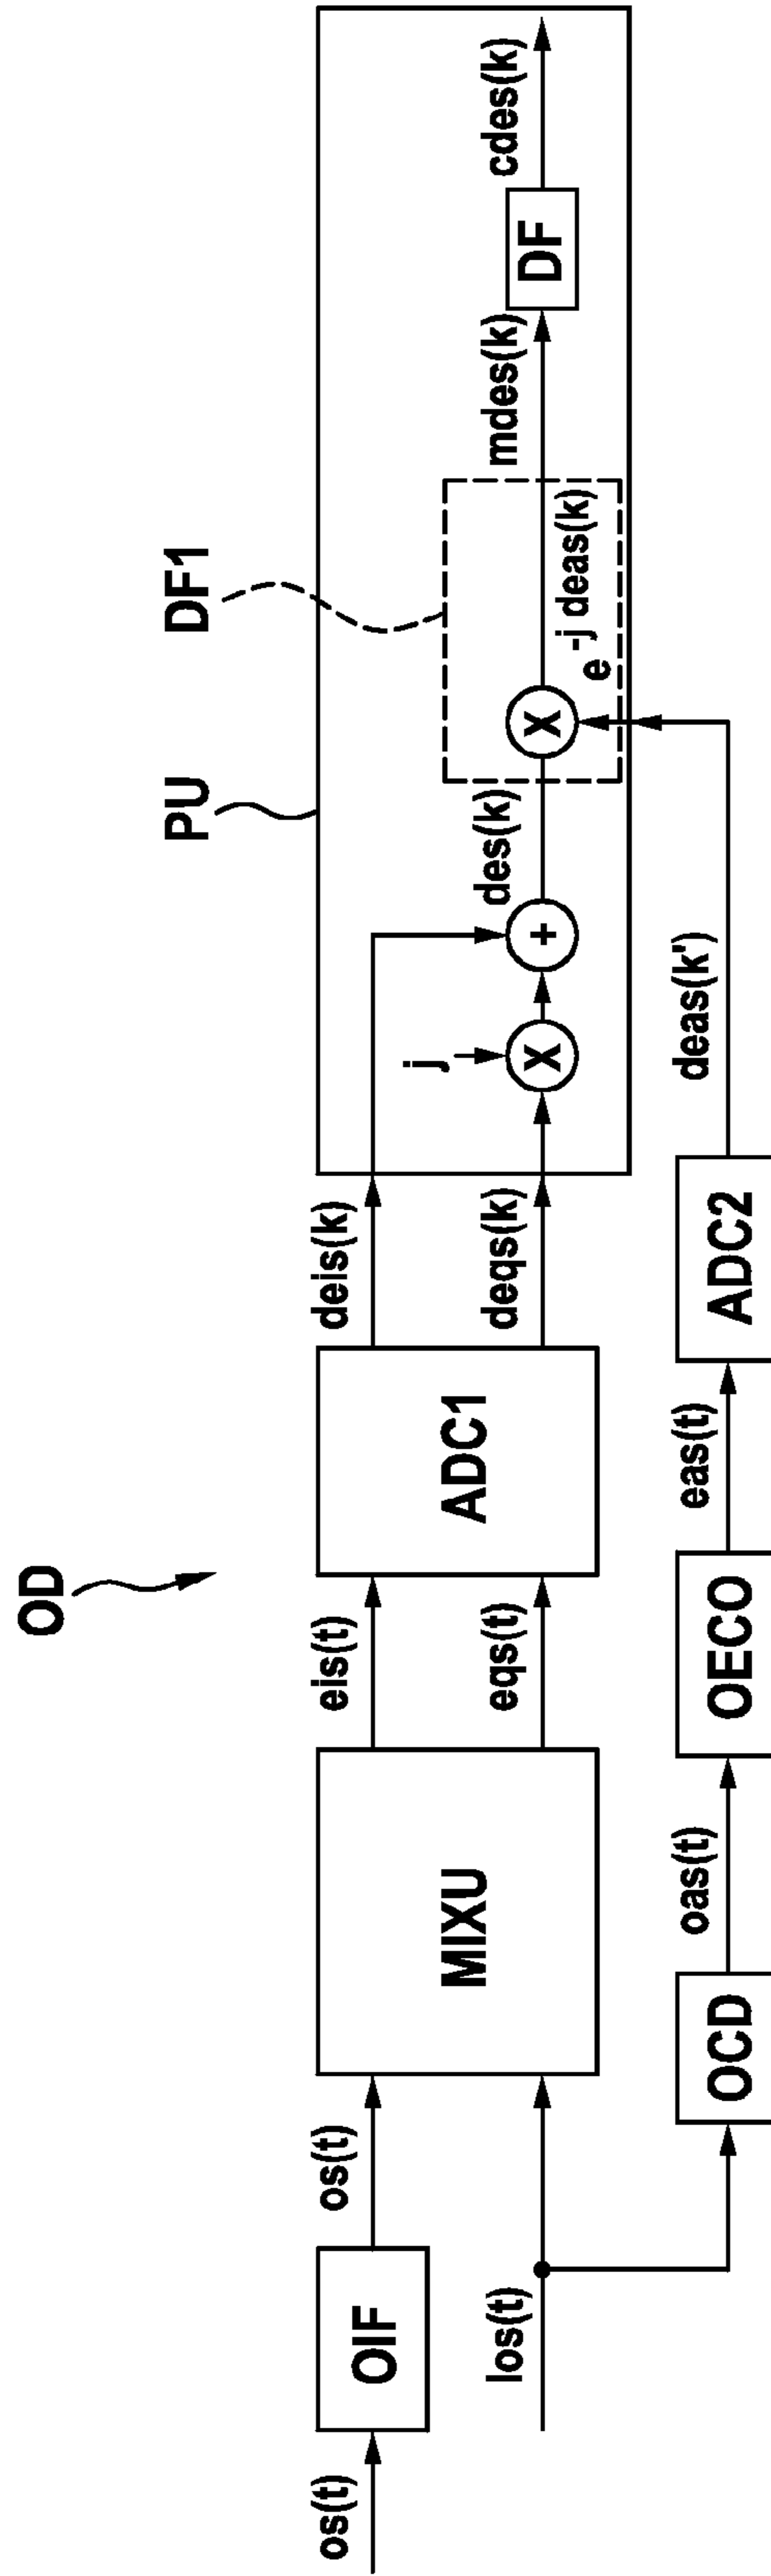 OD
PU
DF1
os(t)
OIF
os(t)
los(t)
MIXU
eis(t)
eqs(t)
ADC1
deis(k)
deqs(k)
j
X
+
des(k)
X
e -j deas(k)
mdes(k)
DF
cdes(k)
OCD
oas(t)
OECO
eas(t)
ADC2
deas(k')